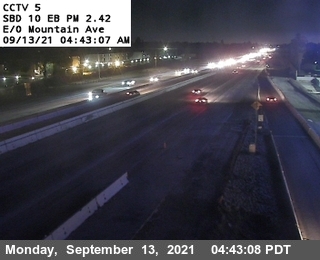 CCTV 5
SBD 10 EB PM 2.42
E/O Mountain Ave
09/13/21 04:43:07 AM
Monday, September 13, 2021 04:43:08 PDT